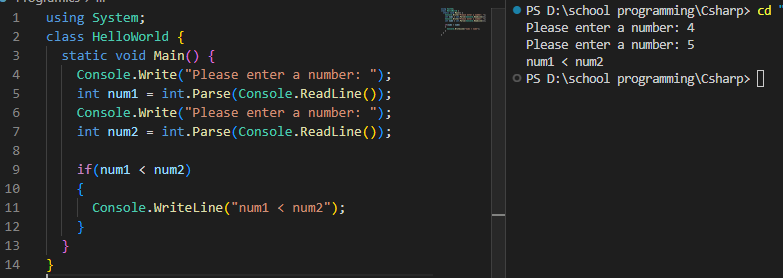 Programics > ...
1 using System;
2 class HelloWorld {
3 static void Main() {
4 Console.Write("Please enter a number: ");
5 int num1 = int.Parse(Console.ReadLine());
6 Console.Write("Please enter a number: ");
7 int num2 = int.Parse(Console.ReadLine());
8
9 if(num1 < num2)
10 {
11 Console.WriteLine("num1 < num2");
12 }
13 }
14 }
PS D:\school programming\Csharp> cd "
Please enter a number: 4
Please enter a number: 5
num1 < num2
PS D:\school programming\Csharp>